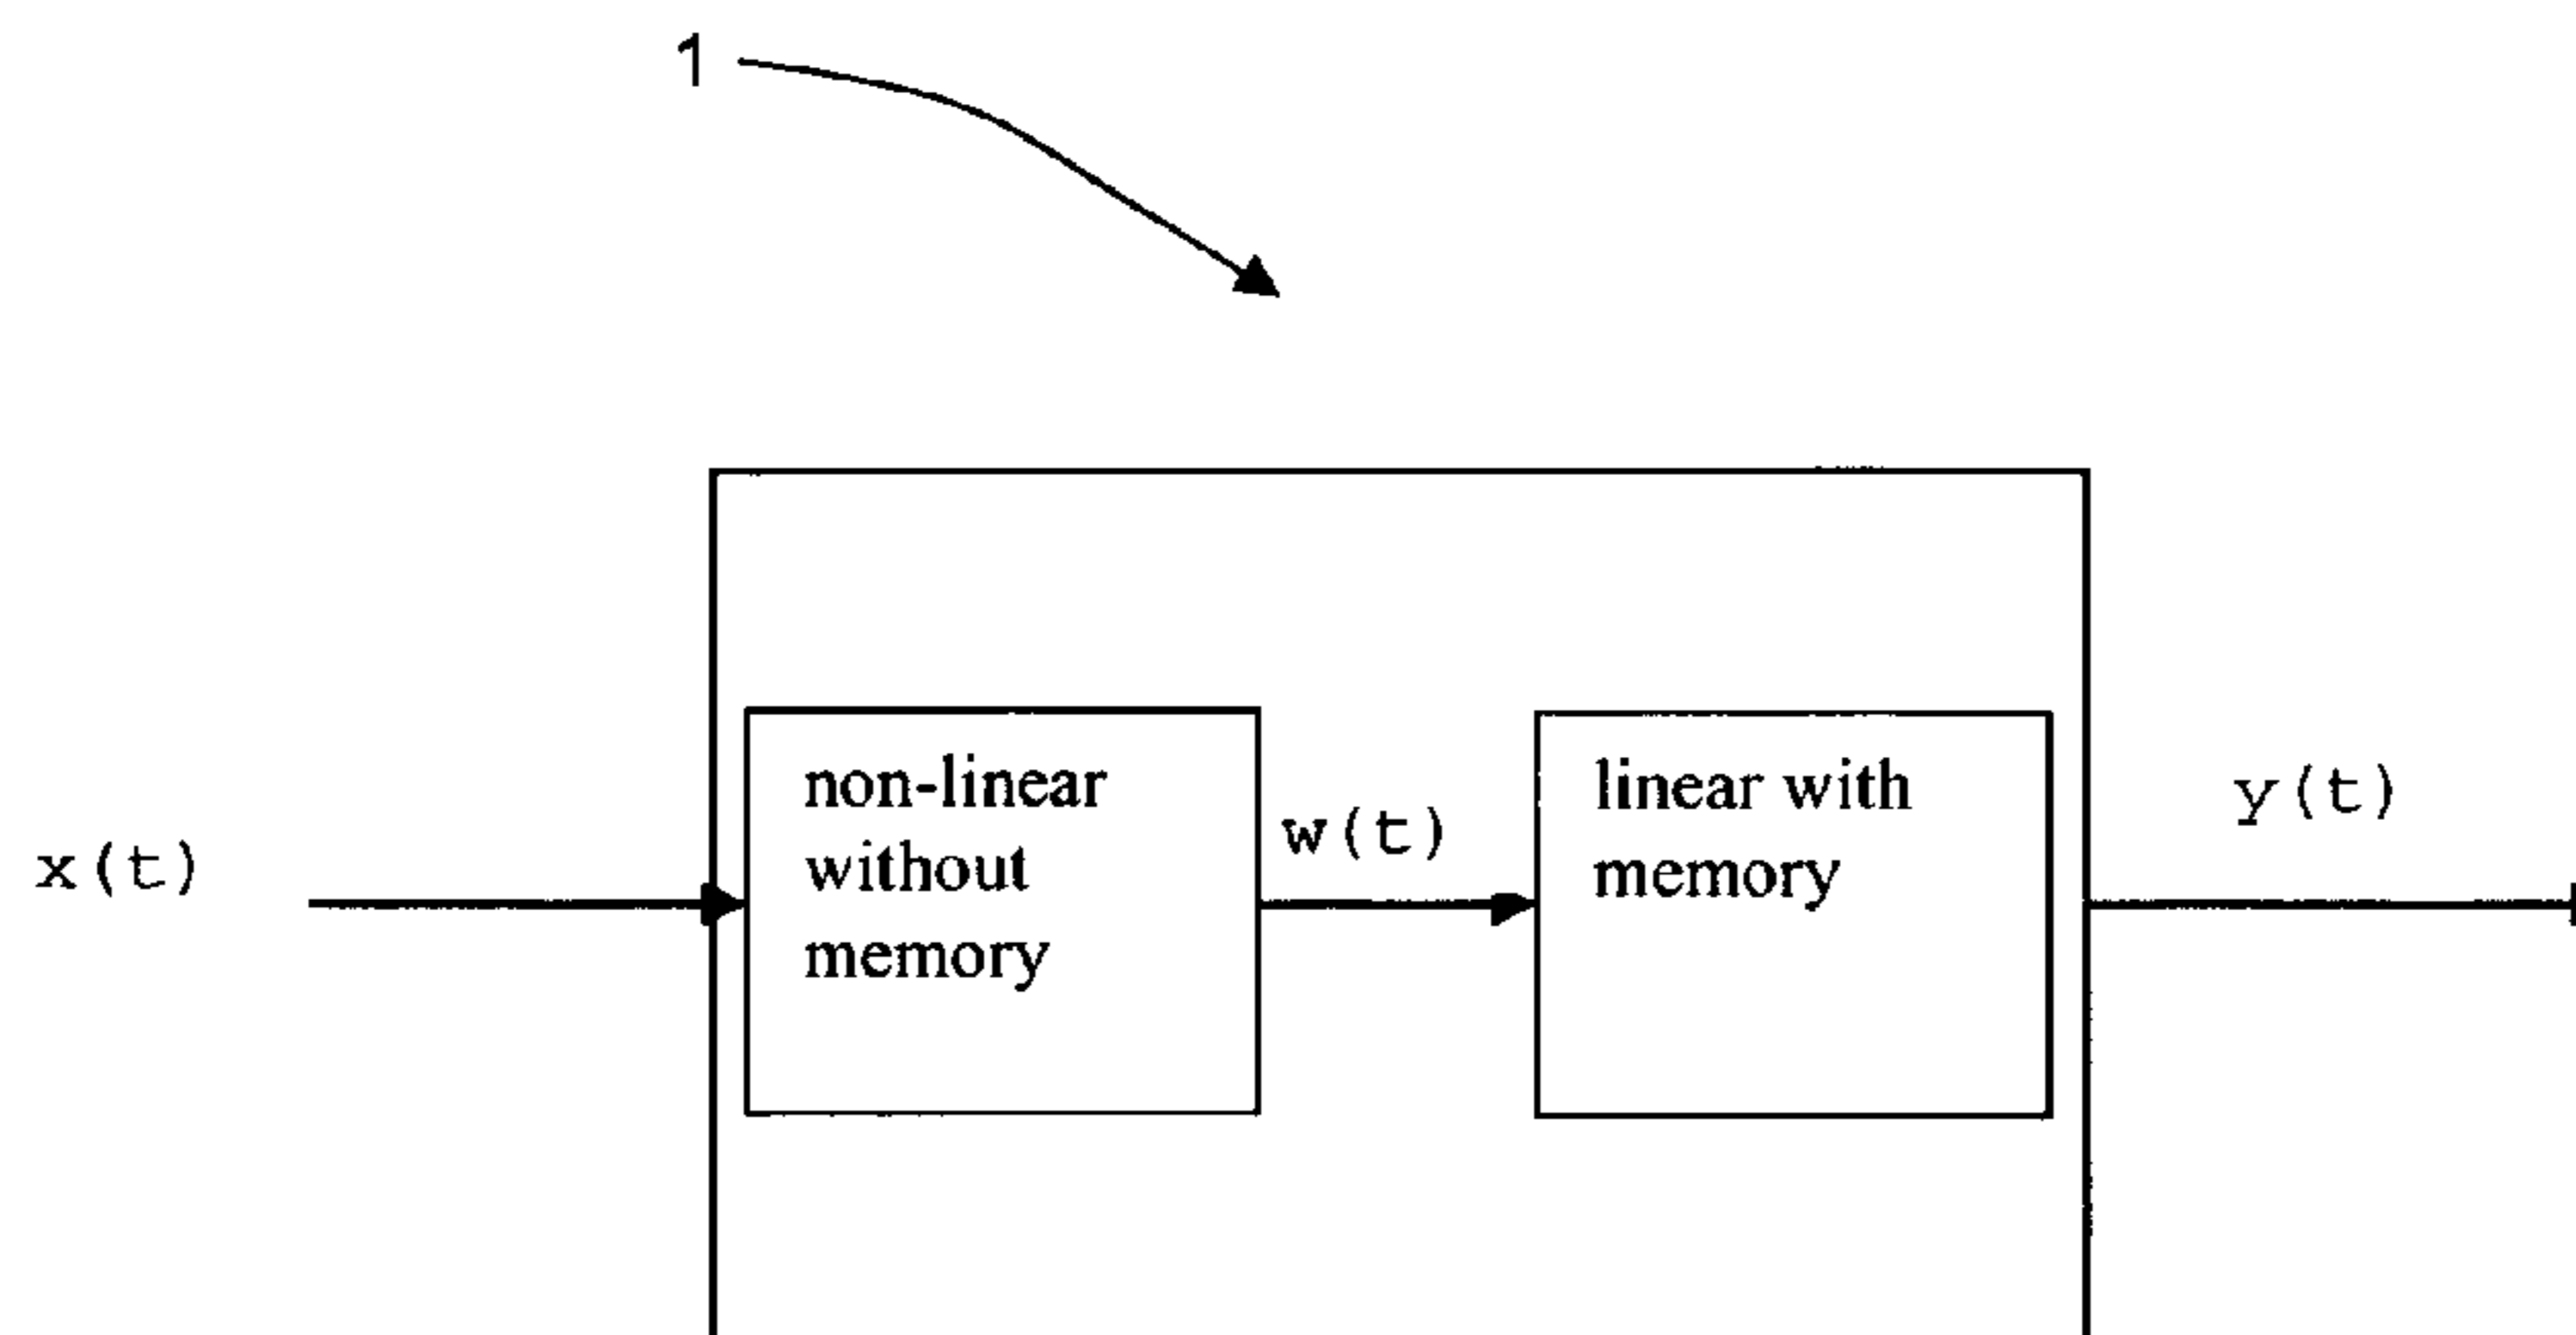 1
non-linear
without
memory
w(t)
linear with
memory
x(t)
y(t)